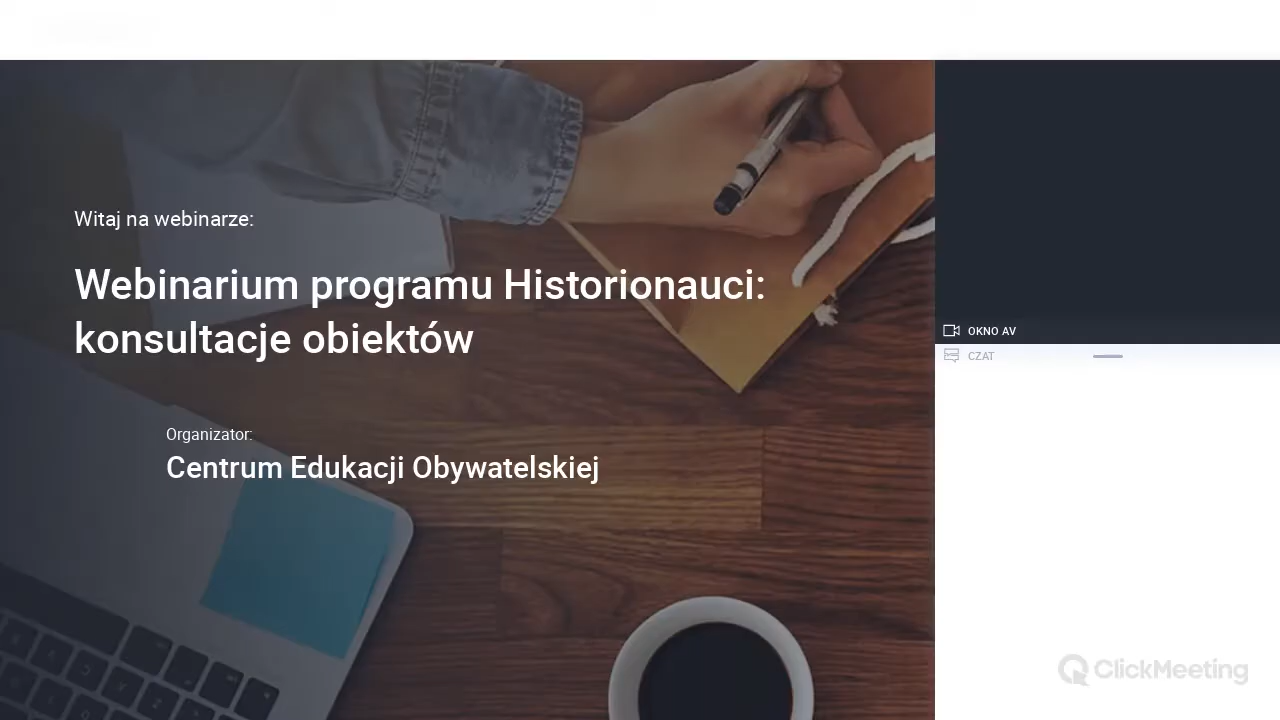 Witaj na webinarze:
Webinarium programu Historionauci:
konsultacje obiektów
Organizator:
Centrum Edukacji Obywatelskiej
OKNO AV
CZAT
ClickMeeting